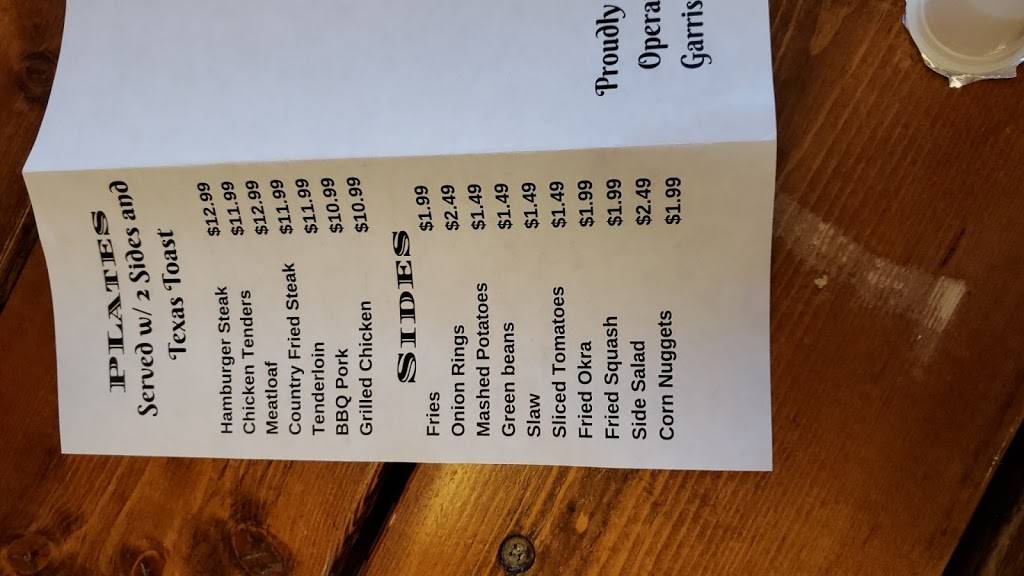 PLATES
Served w/ 2 Sides and
Texas Toast
Hamburger Steak $12.99
Chicken Tenders $11.99
Meatloaf $12.99
Country Fried Steak $11.99
Tenderloin $11.99
BBQ Pork $10.99
Grilled Chicken $10.99
SIDES
Fries $1.99
Onion Rings $2.49
Mashed Potatoes $1.49
Green beans $1.49
Slaw $1.49
Sliced Tomatoes $1.49
Fried Okra $1.99
Fried Squash $1.99
Side Salad $2.49
Corn Nuggets $1.99
Proudly
Opera
Garris